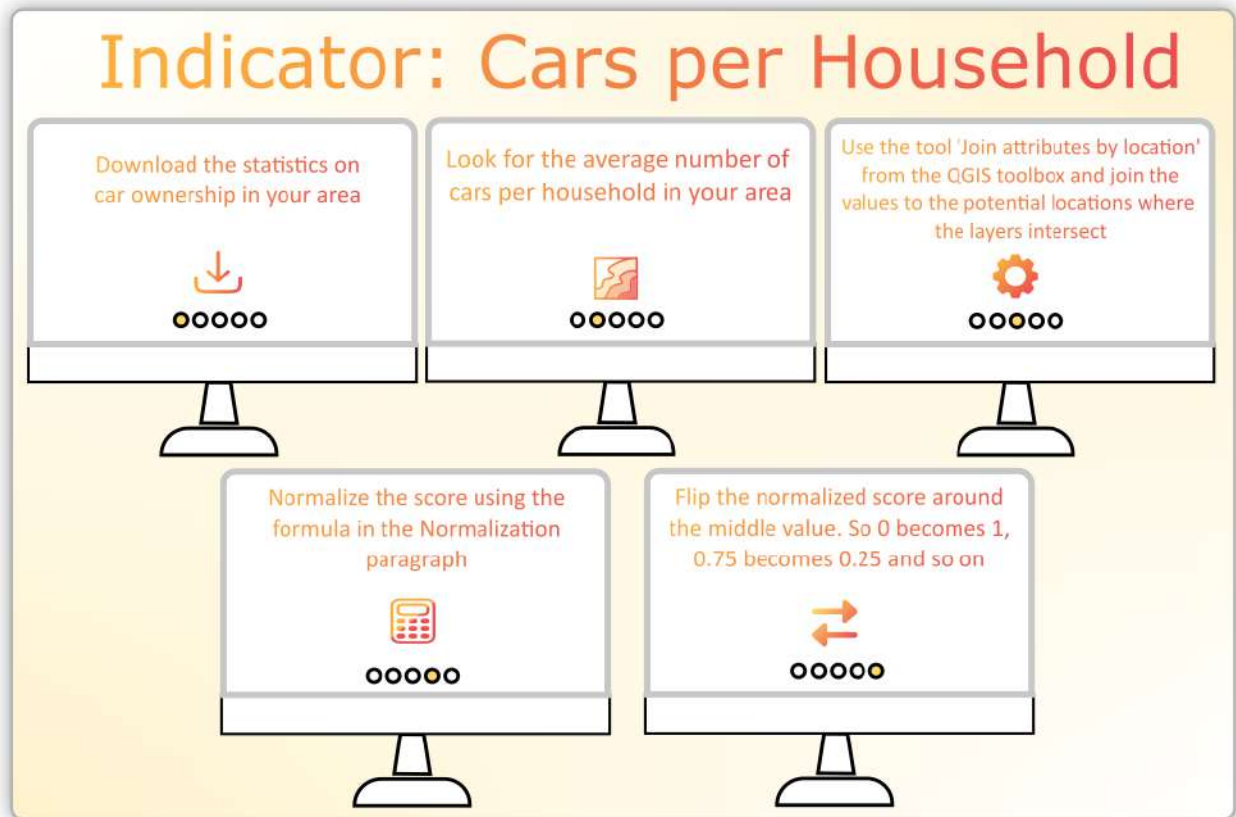 Indicator: Cars per Household
Download the statistics on
car ownership in your area
Look for the average number of
cars per household in your area
Use the tool 'Join attributes by location'
from the QGIS toolbox and join the
values to the potential locations where
the layers intersect
Normalize the score using the
formula in the Normalization
paragraph
Flip the normalized score around
the middle value. So 0 becomes 1,
0.75 becomes 0.25 and so on